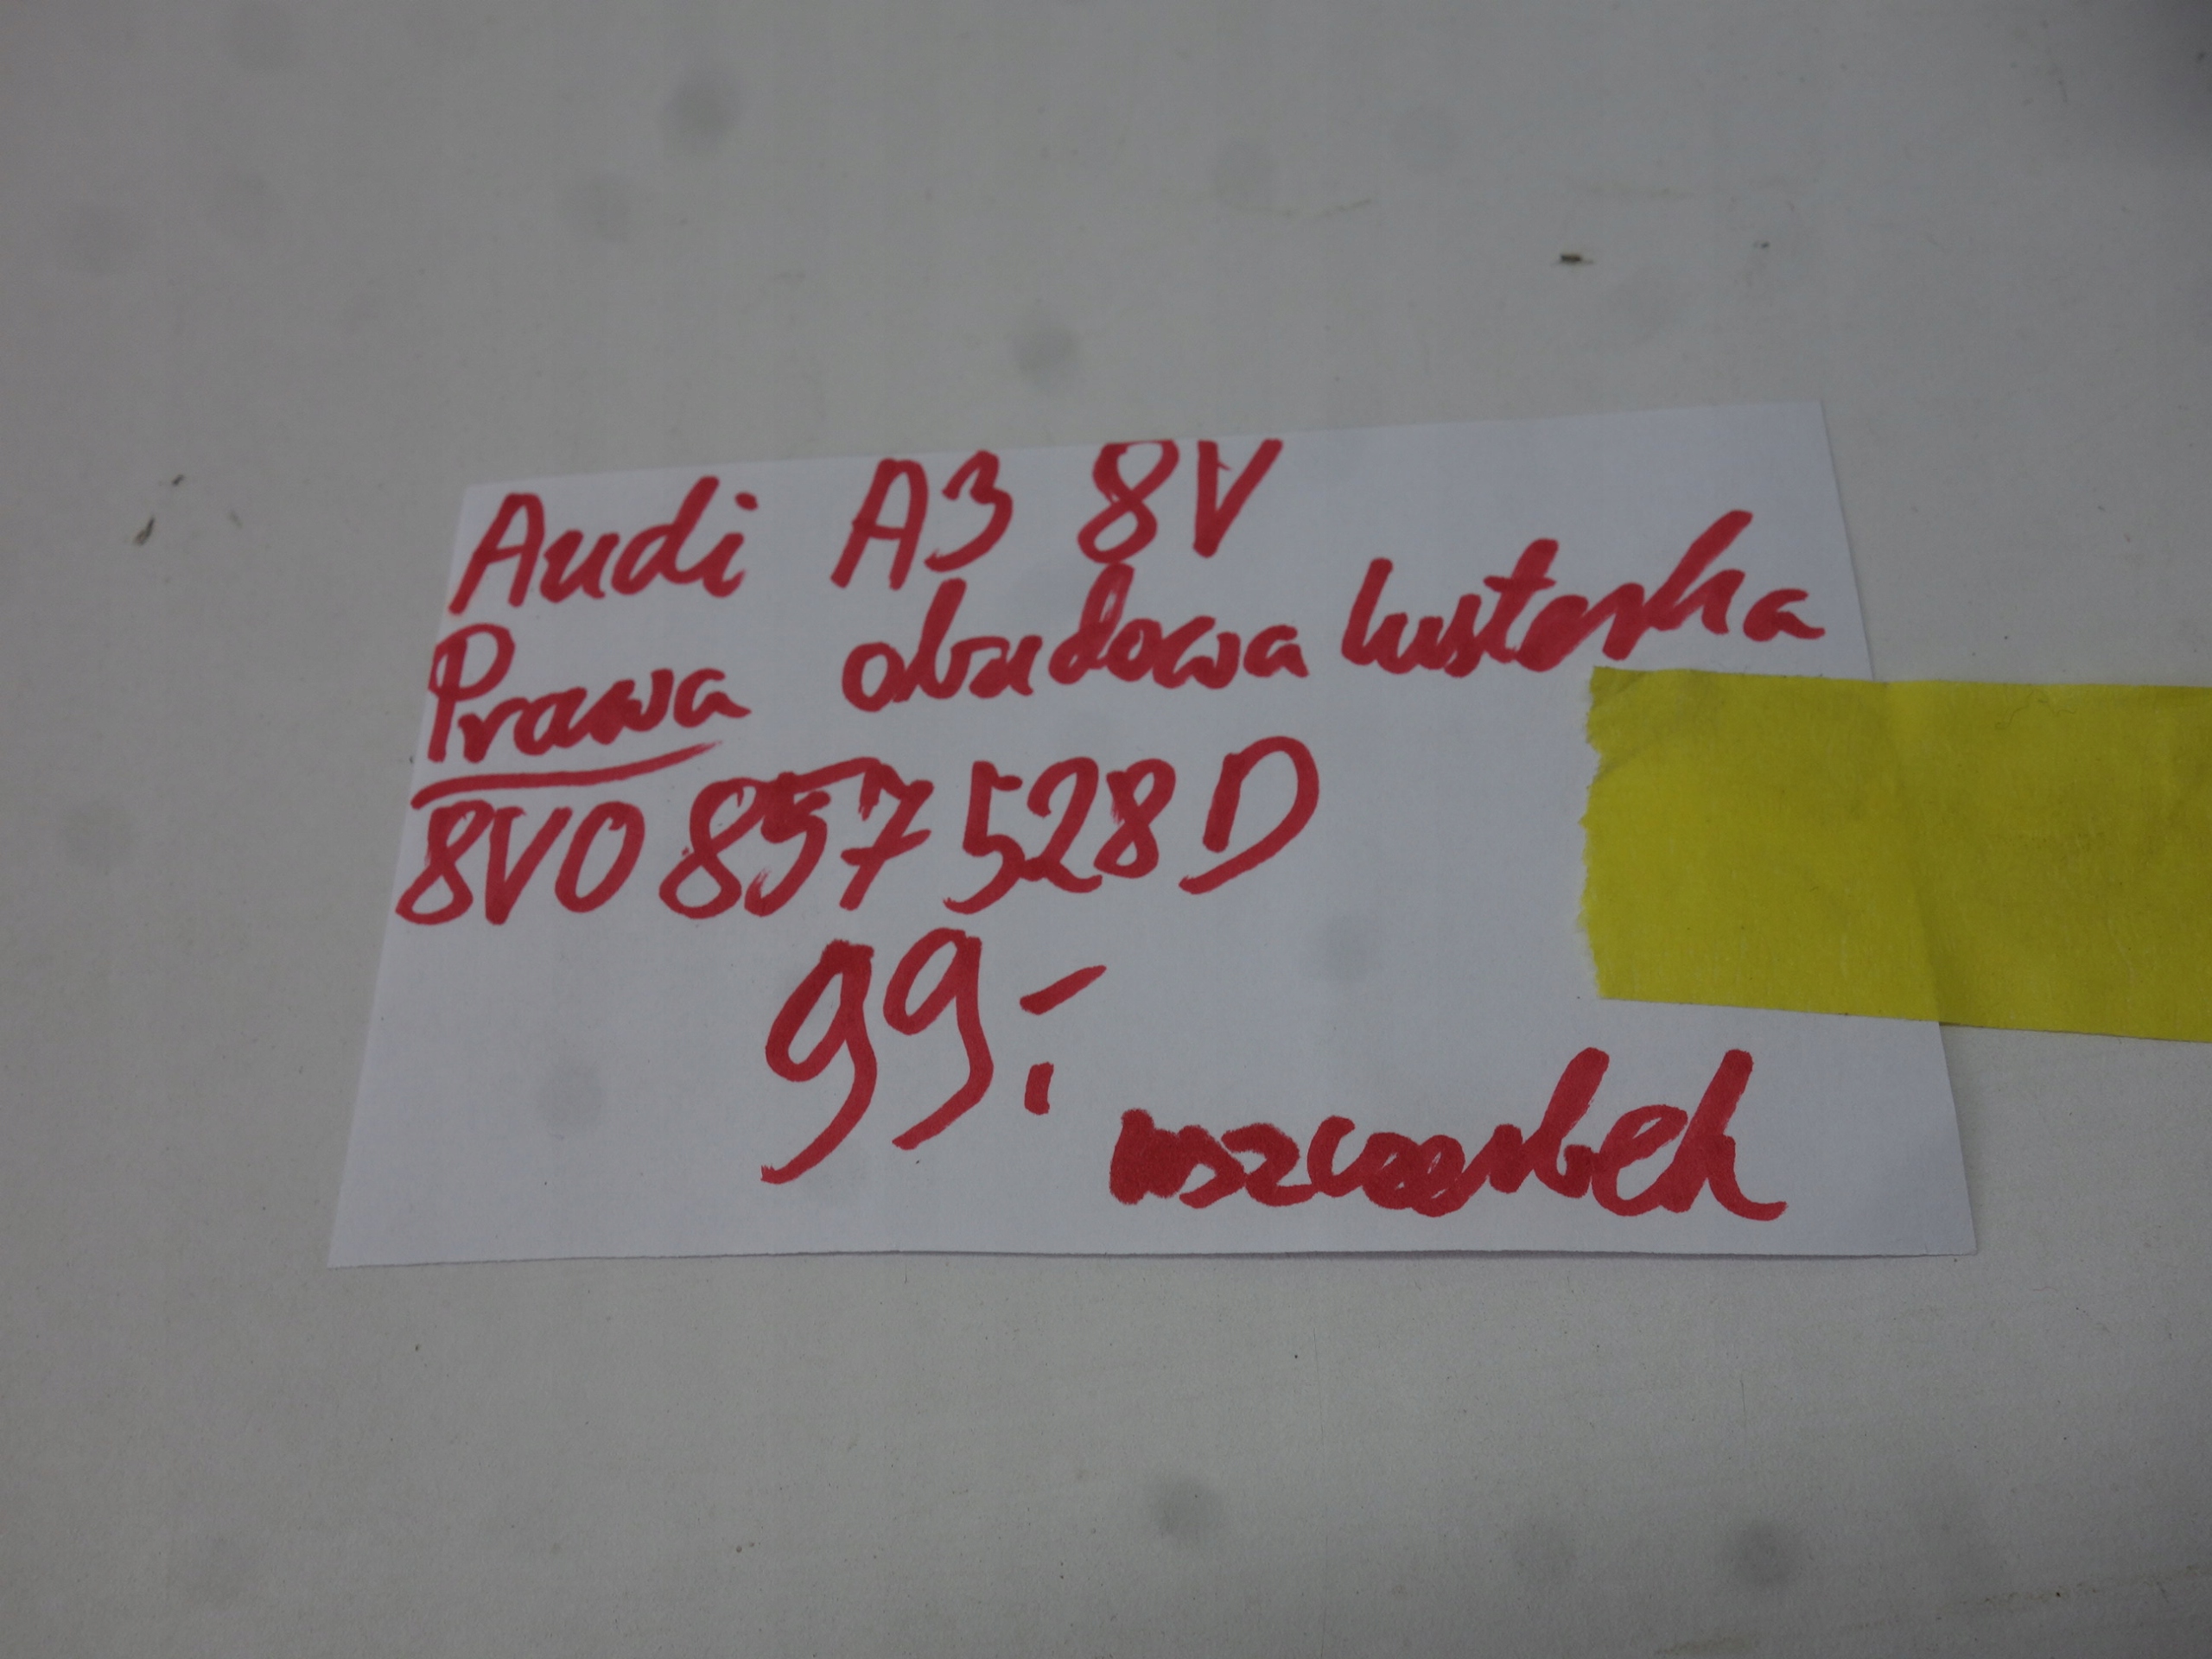 Audi A3 8V
Prawa obudowa lusterka
8V0 857 528 D
99.-
uszczerbek